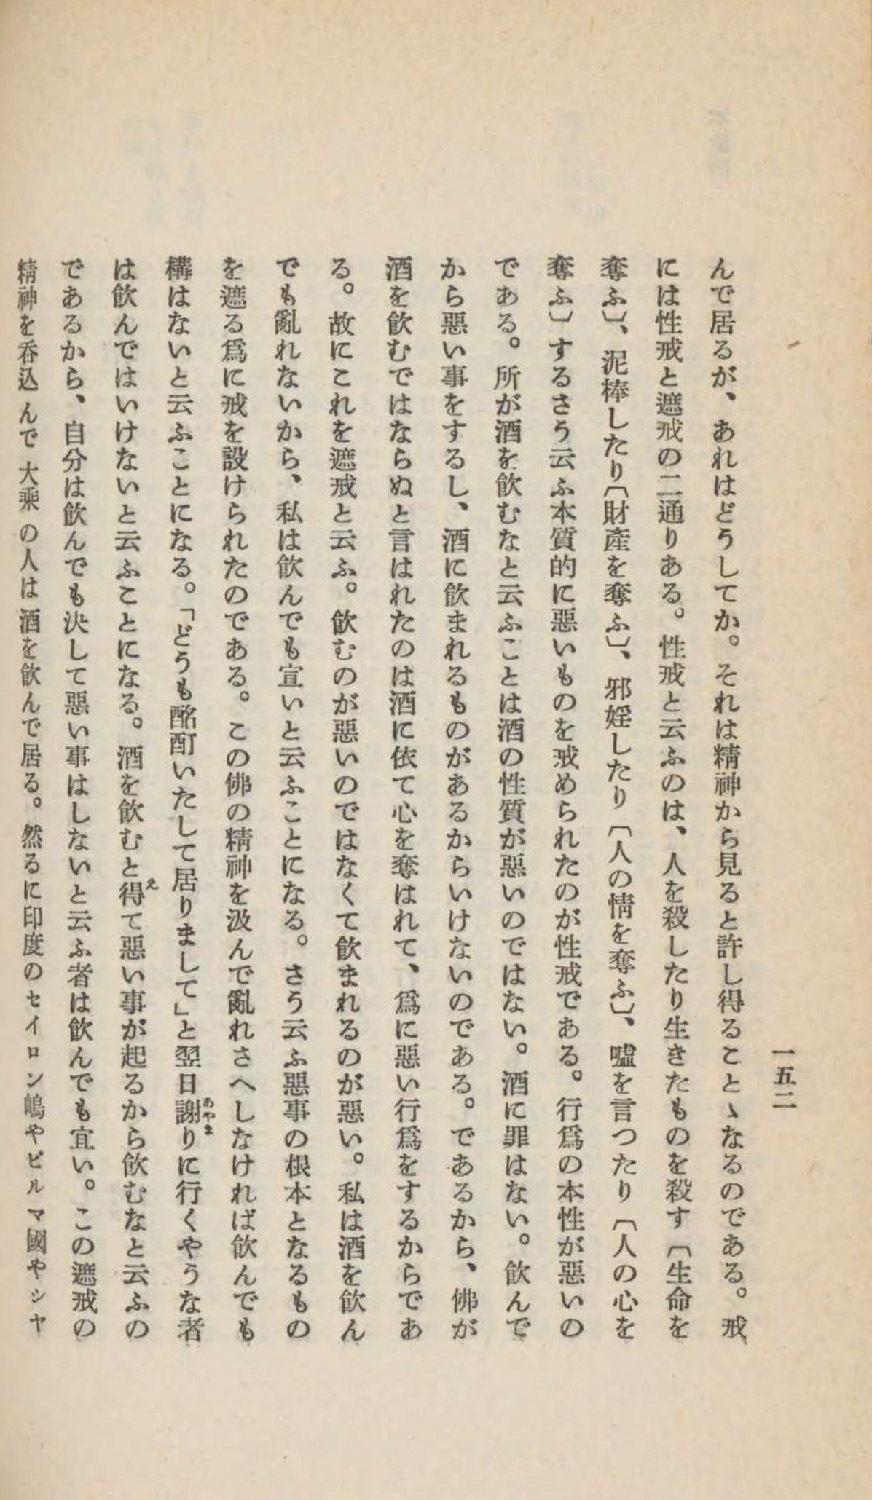 一五二
んで居るが、あれはどうしてか。それは精神から見ると許し得ることゝなるのである。戒
には性戒と遮戒の二通りある。性戒と云ふのは、人を殺したり生きたものを殺す〔生命を
奪ふ〕、泥棒したり〔財產を奪ふ〕、邪婬したり〔人の情を奪ふ〕、噓を言つたり〔人の心を
奪ふ〕するさう云ふ本質的に惡いものを戒められたのが性戒である。行爲の本性が惡いの
である。所が酒を飮むなと云ふことは酒の性質が惡いのではない。酒に罪はない。飮んで
から惡い事をするし、酒に飮まれるものがあるからいけないのである。であるから、佛が
酒を飮むではならぬと言はれたのは酒に依て心を奪はれて、爲に惡い行爲をするからであ
る。故にこれを遮戒と云ふ。飮むのが惡いのではなくて飮まれるのが惡い。私は酒を飮ん
でも亂れないから、私は飮んでも宜いと云ふことになる。さう云ふ惡事の根本となるもの
を遮る爲に戒を設けられたのである。この佛の精神を汲んで亂れさへしなければ飮んでも
構はないと云ふことになる。「どうも酩酊いたして居りまして」と翌日謝りに行くやうな者
は飮んではいけないと云ふことになる。酒を飮むと得て惡い事が起るから飮むなと云ふの
であるから、自分は飮んでも決して惡い事はしないと云ふ者は飮んでも宜い。この遮戒の
精神を呑込んで大乘の人は酒を飮んで居る。然るに印度のセイロン嶋やビルマ國やシヤ